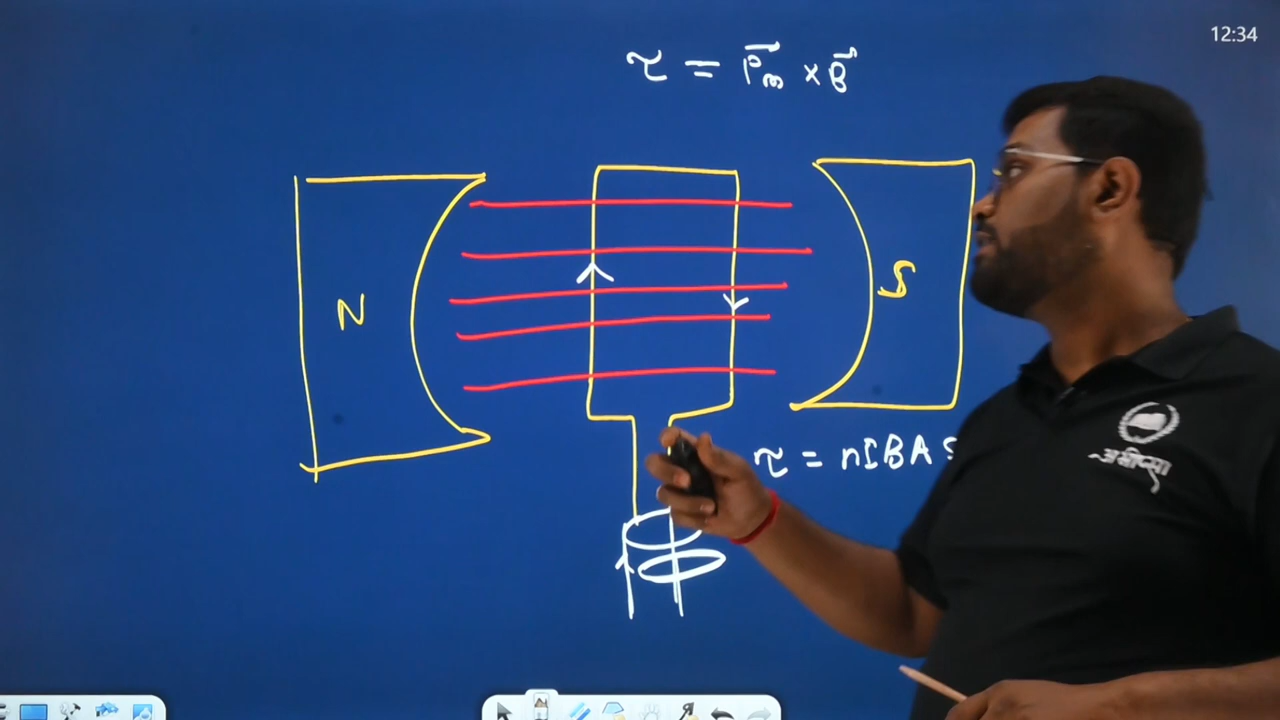 12:34
τ = P⃗m × B⃗
N
S
τ = nIBA
अभीप्सा